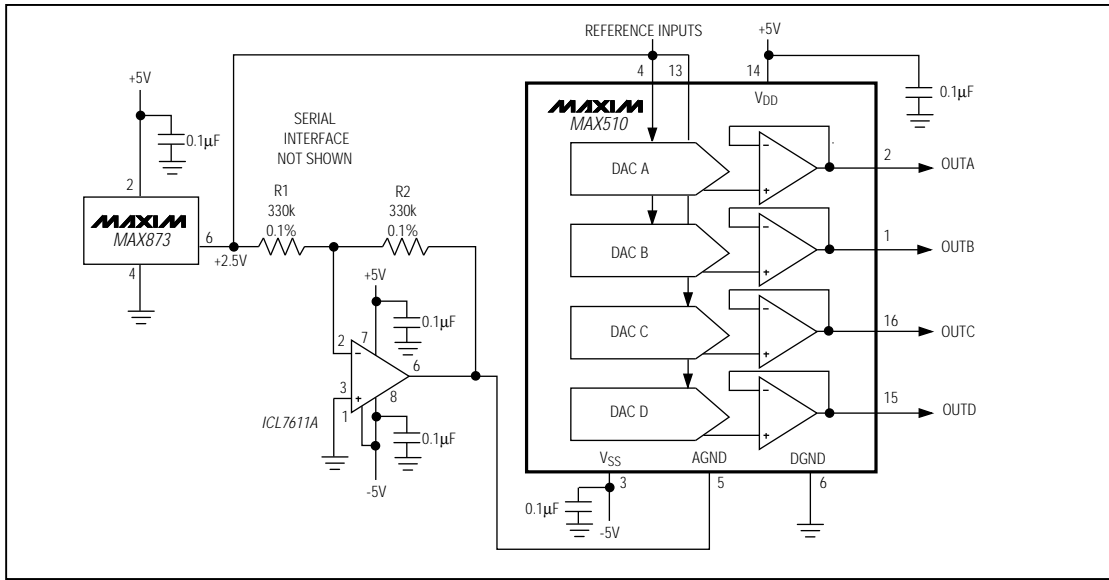 REFERENCE INPUTS
+5V
4
13
14
VDD
0.1µF
+5V
0.1µF
2
SERIAL
INTERFACE
NOT SHOWN
MAXIM
MAX510
MAXIM
MAX873
6
+2.5V
4
R1
330k
0.1%
R2
330k
0.1%
+5V
0.1µF
7
2
−
6
3
+
1
8
ICL7611A
0.1µF
-5V
DAC A
−
+
2
OUTA
DAC B
−
+
1
OUTB
DAC C
−
+
16
OUTC
DAC D
−
+
15
OUTD
VSS
AGND
DGND
3
5
6
0.1µF
-5V